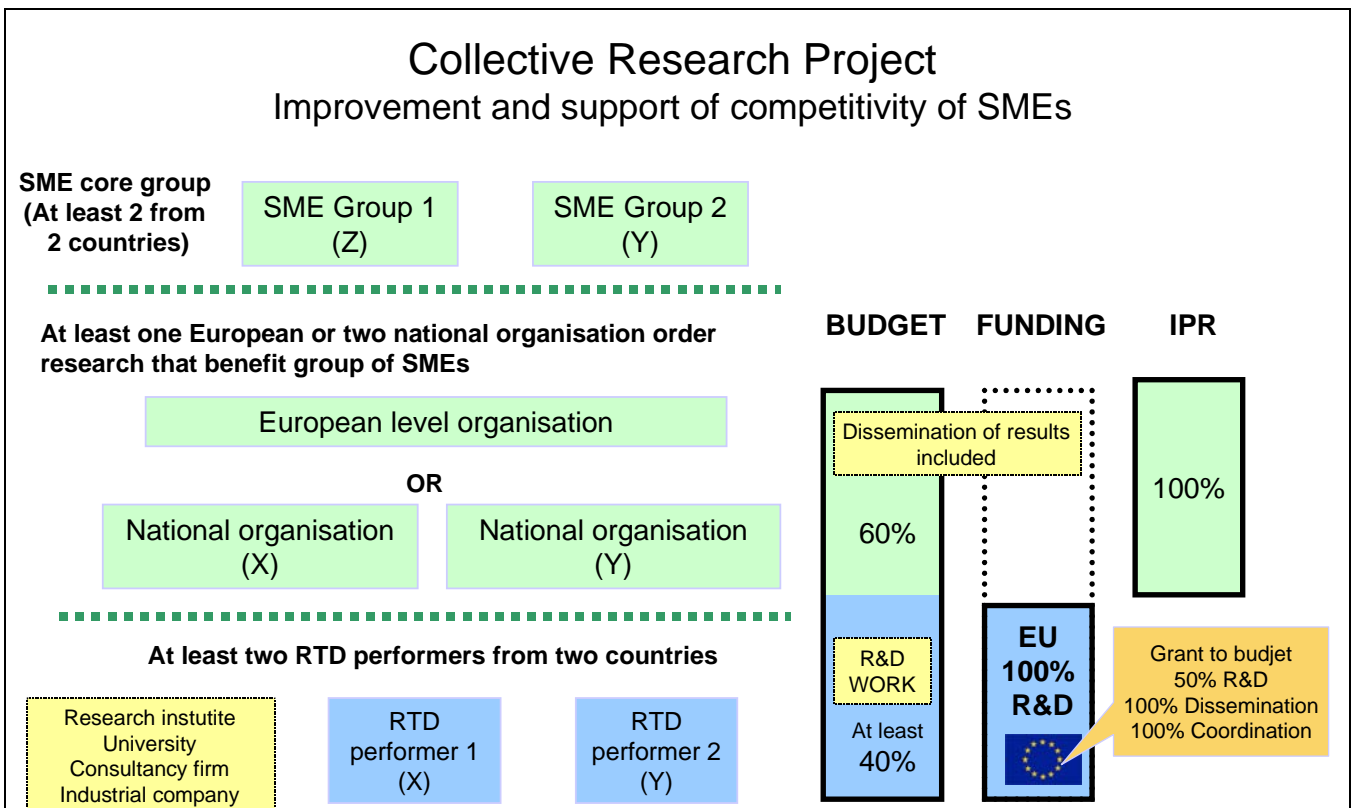 Collective Research Project
Improvement and support of competitivity of SMEs
SME core group
(At least 2 from
2 countries)
SME Group 1
(Z)
SME Group 2
(Y)
At least one European or two national organisation order
research that benefit group of SMEs
European level organisation
OR
National organisation
(X)
National organisation
(Y)
At least two RTD performers from two countries
Research instutite
University
Consultancy firm
Industrial company
RTD
performer 1
(X)
RTD
performer 2
(Y)
BUDGET
FUNDING
IPR
Dissemination of results
included
60%
100%
R&D
WORK
At least
40%
EU
100%
R&D
Grant to budjet
50% R&D
100% Dissemination
100% Coordination